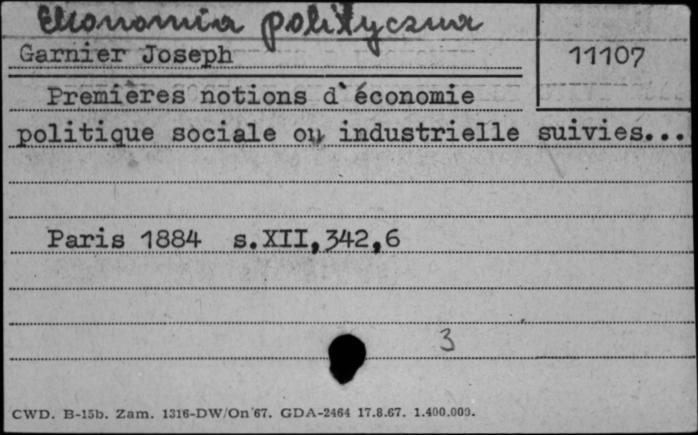 Ekonomia polityczna
Garnier Joseph
11107
Premières notions d`économie
politique sociale ou industrielle suivies...
Paris 1884 s.XII,342,6
3
CWD. B-15b. Zam. 1316-DW/On 67. GDA-2464 17.8.67. 1.400.000.